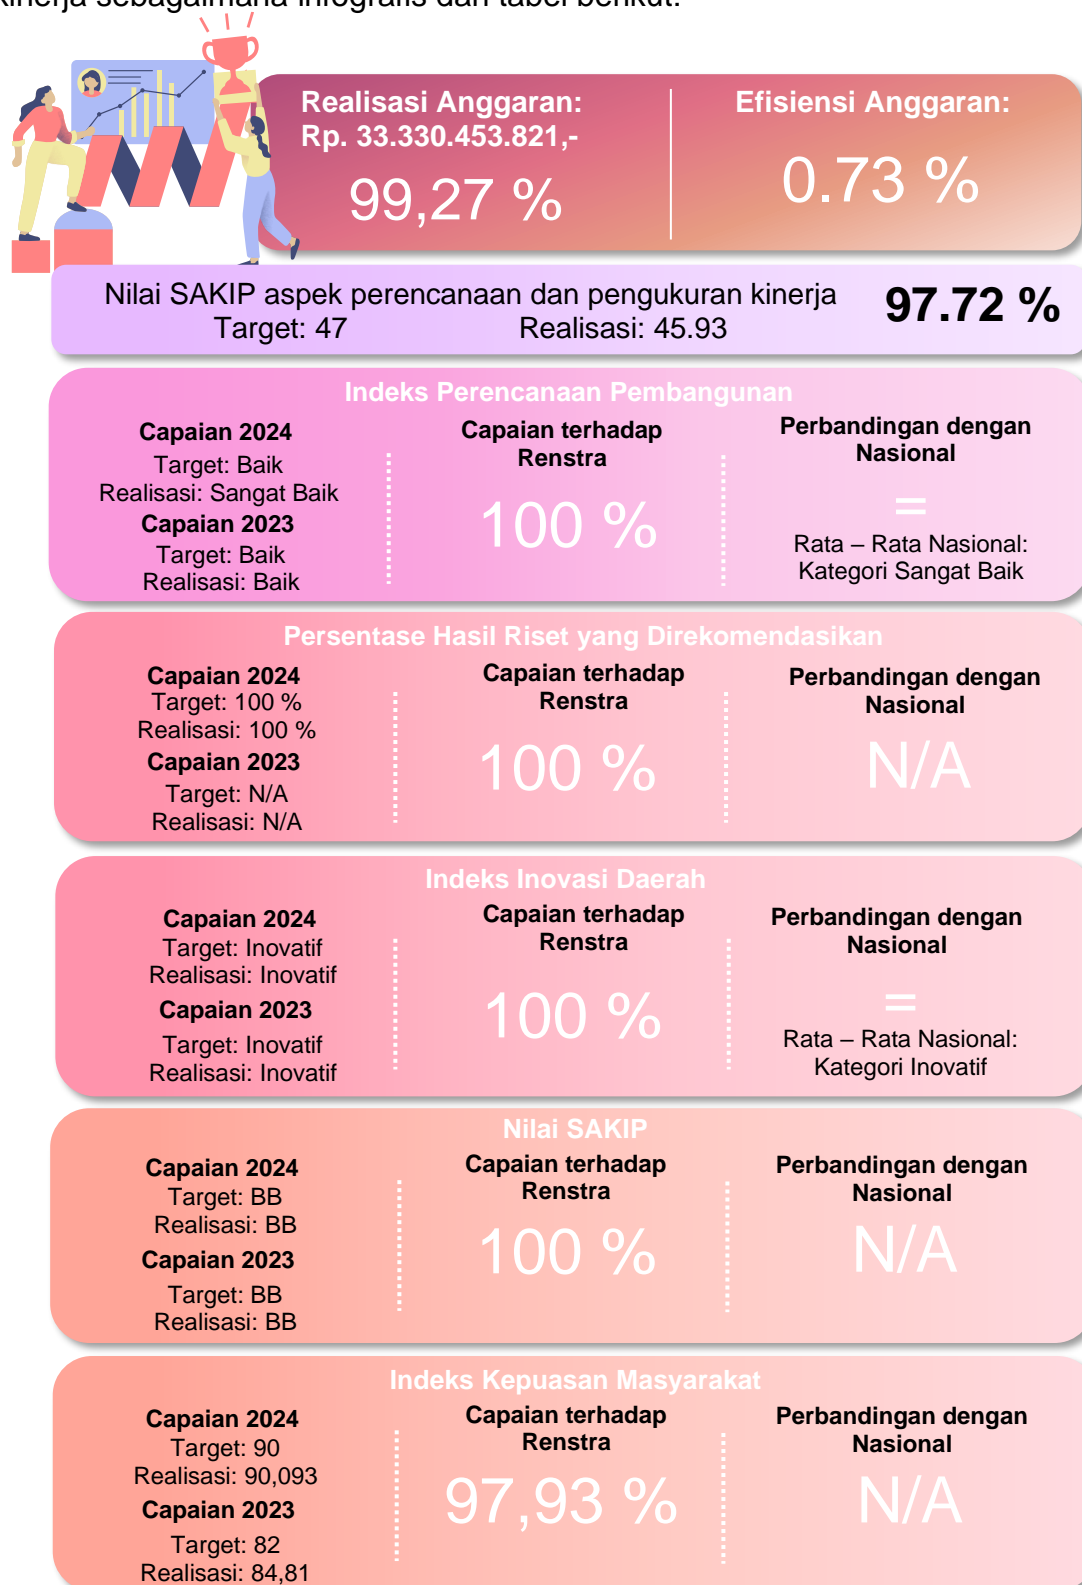 kinerja sebagaimana infografis dan tabel berikut:
Realisasi Anggaran:
Rp. 33.330.453.821,-
99,27 %
Efisiensi Anggaran:
0.73 %
Nilai SAKIP aspek perencanaan dan pengukuran kinerja
Target: 47 Realisasi: 45.93
97.72 %
Indeks Perencanaan Pembangunan
Capaian 2024
Target: Baik
Realisasi: Sangat Baik
Capaian 2023
Target: Baik
Realisasi: Baik
Capaian terhadap
Renstra
100 %
Perbandingan dengan
Nasional
=
Rata – Rata Nasional:
Kategori Sangat Baik
Persentase Hasil Riset yang Direkomendasikan
Capaian 2024
Target: 100 %
Realisasi: 100 %
Capaian 2023
Target: N/A
Realisasi: N/A
Capaian terhadap
Renstra
100 %
Perbandingan dengan
Nasional
N/A
Indeks Inovasi Daerah
Capaian 2024
Target: Inovatif
Realisasi: Inovatif
Capaian 2023
Target: Inovatif
Realisasi: Inovatif
Capaian terhadap
Renstra
100 %
Perbandingan dengan
Nasional
=
Rata – Rata Nasional:
Kategori Inovatif
Nilai SAKIP
Capaian 2024
Target: BB
Realisasi: BB
Capaian 2023
Target: BB
Realisasi: BB
Capaian terhadap
Renstra
100 %
Perbandingan dengan
Nasional
N/A
Indeks Kepuasan Masyarakat
Capaian 2024
Target: 90
Realisasi: 90,093
Capaian 2023
Target: 82
Realisasi: 84,81
Capaian terhadap
Renstra
97,93 %
Perbandingan dengan
Nasional
N/A